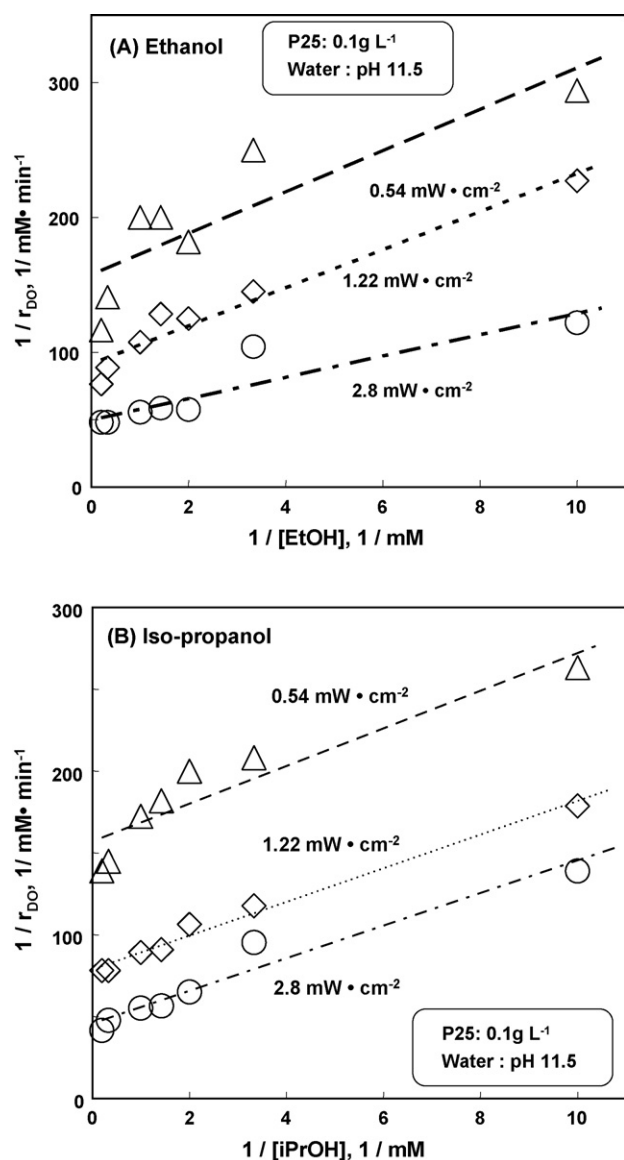 (A) Ethanol
P25: 0.1g L⁻¹
Water : pH 11.5
300
200
100
0
0.54 mW • cm⁻²
1.22 mW • cm⁻²
2.8 mW • cm⁻²
1 / r_DO, 1/ mM• min⁻¹
0 2 4 6 8 10
1 / [EtOH], 1 / mM
(B) Iso-propanol
300
200
100
0
0.54 mW • cm⁻²
1.22 mW • cm⁻²
2.8 mW • cm⁻²
P25: 0.1g L⁻¹
Water : pH 11.5
1 / r_DO, 1/ mM• min⁻¹
0 2 4 6 8 10
1 / [iPrOH], 1 / mM